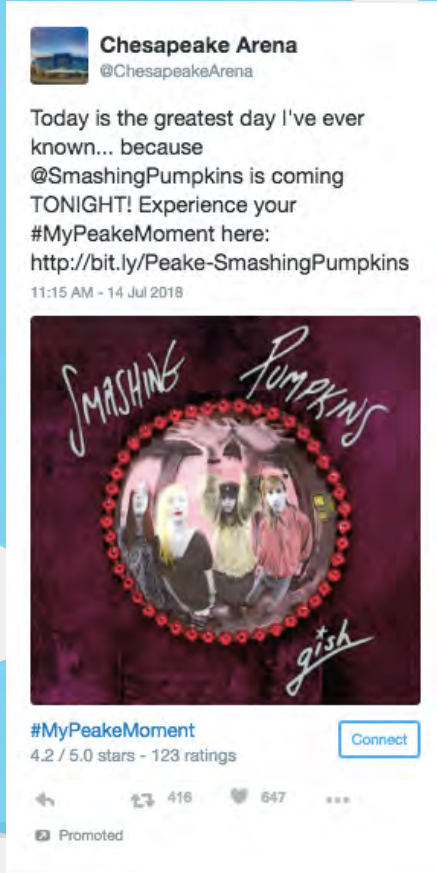 Chesapeake Arena
@ChesapeakeArena
Today is the greatest day I've ever
known... because
@SmashingPumpkins is coming
TONIGHT! Experience your
#MyPeakeMoment here:
http://bit.ly/Peake-SmashingPumpkins
11:15 AM - 14 Jul 2018
SMASHING PUMPKINS
gish
#MyPeakeMoment
4.2 / 5.0 stars - 123 ratings
Connect
416 647
Promoted